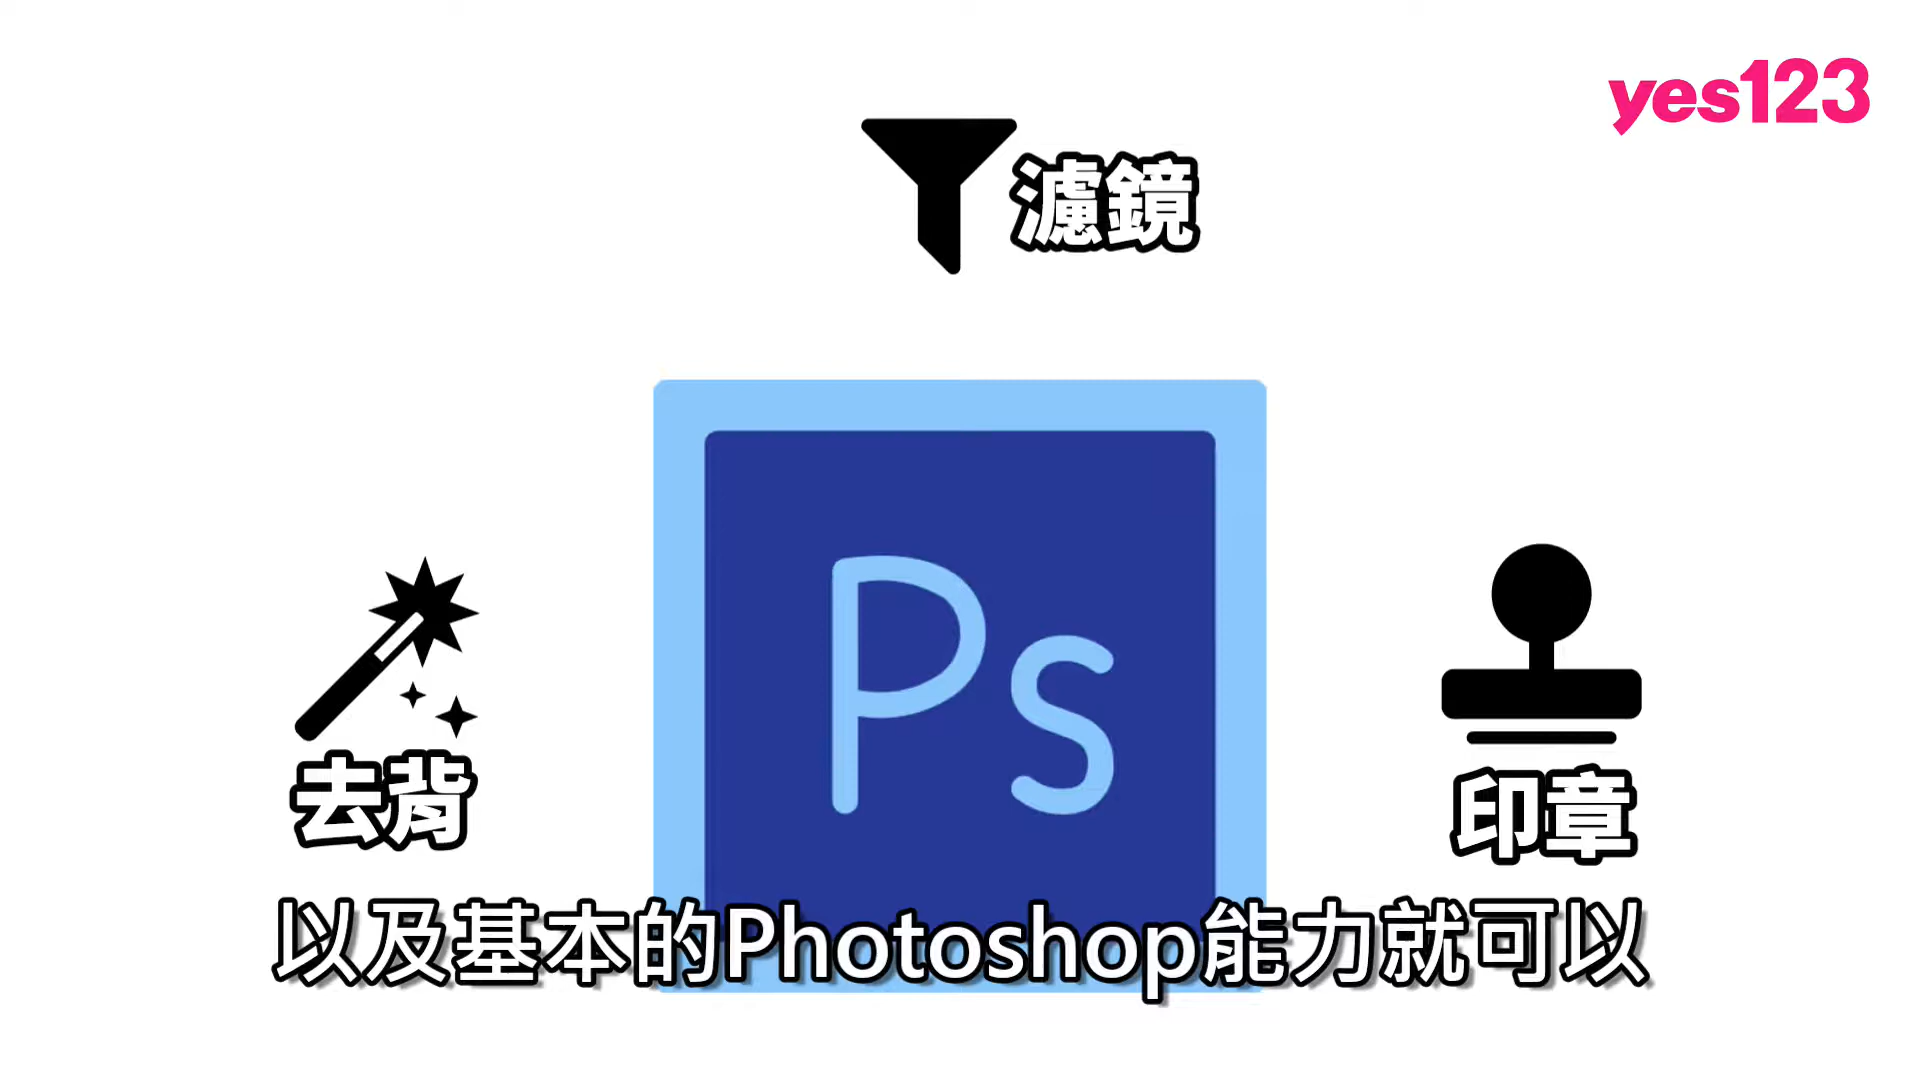 yes123
濾鏡
Ps
去背
印章
以及基本的Photoshop能力就可以